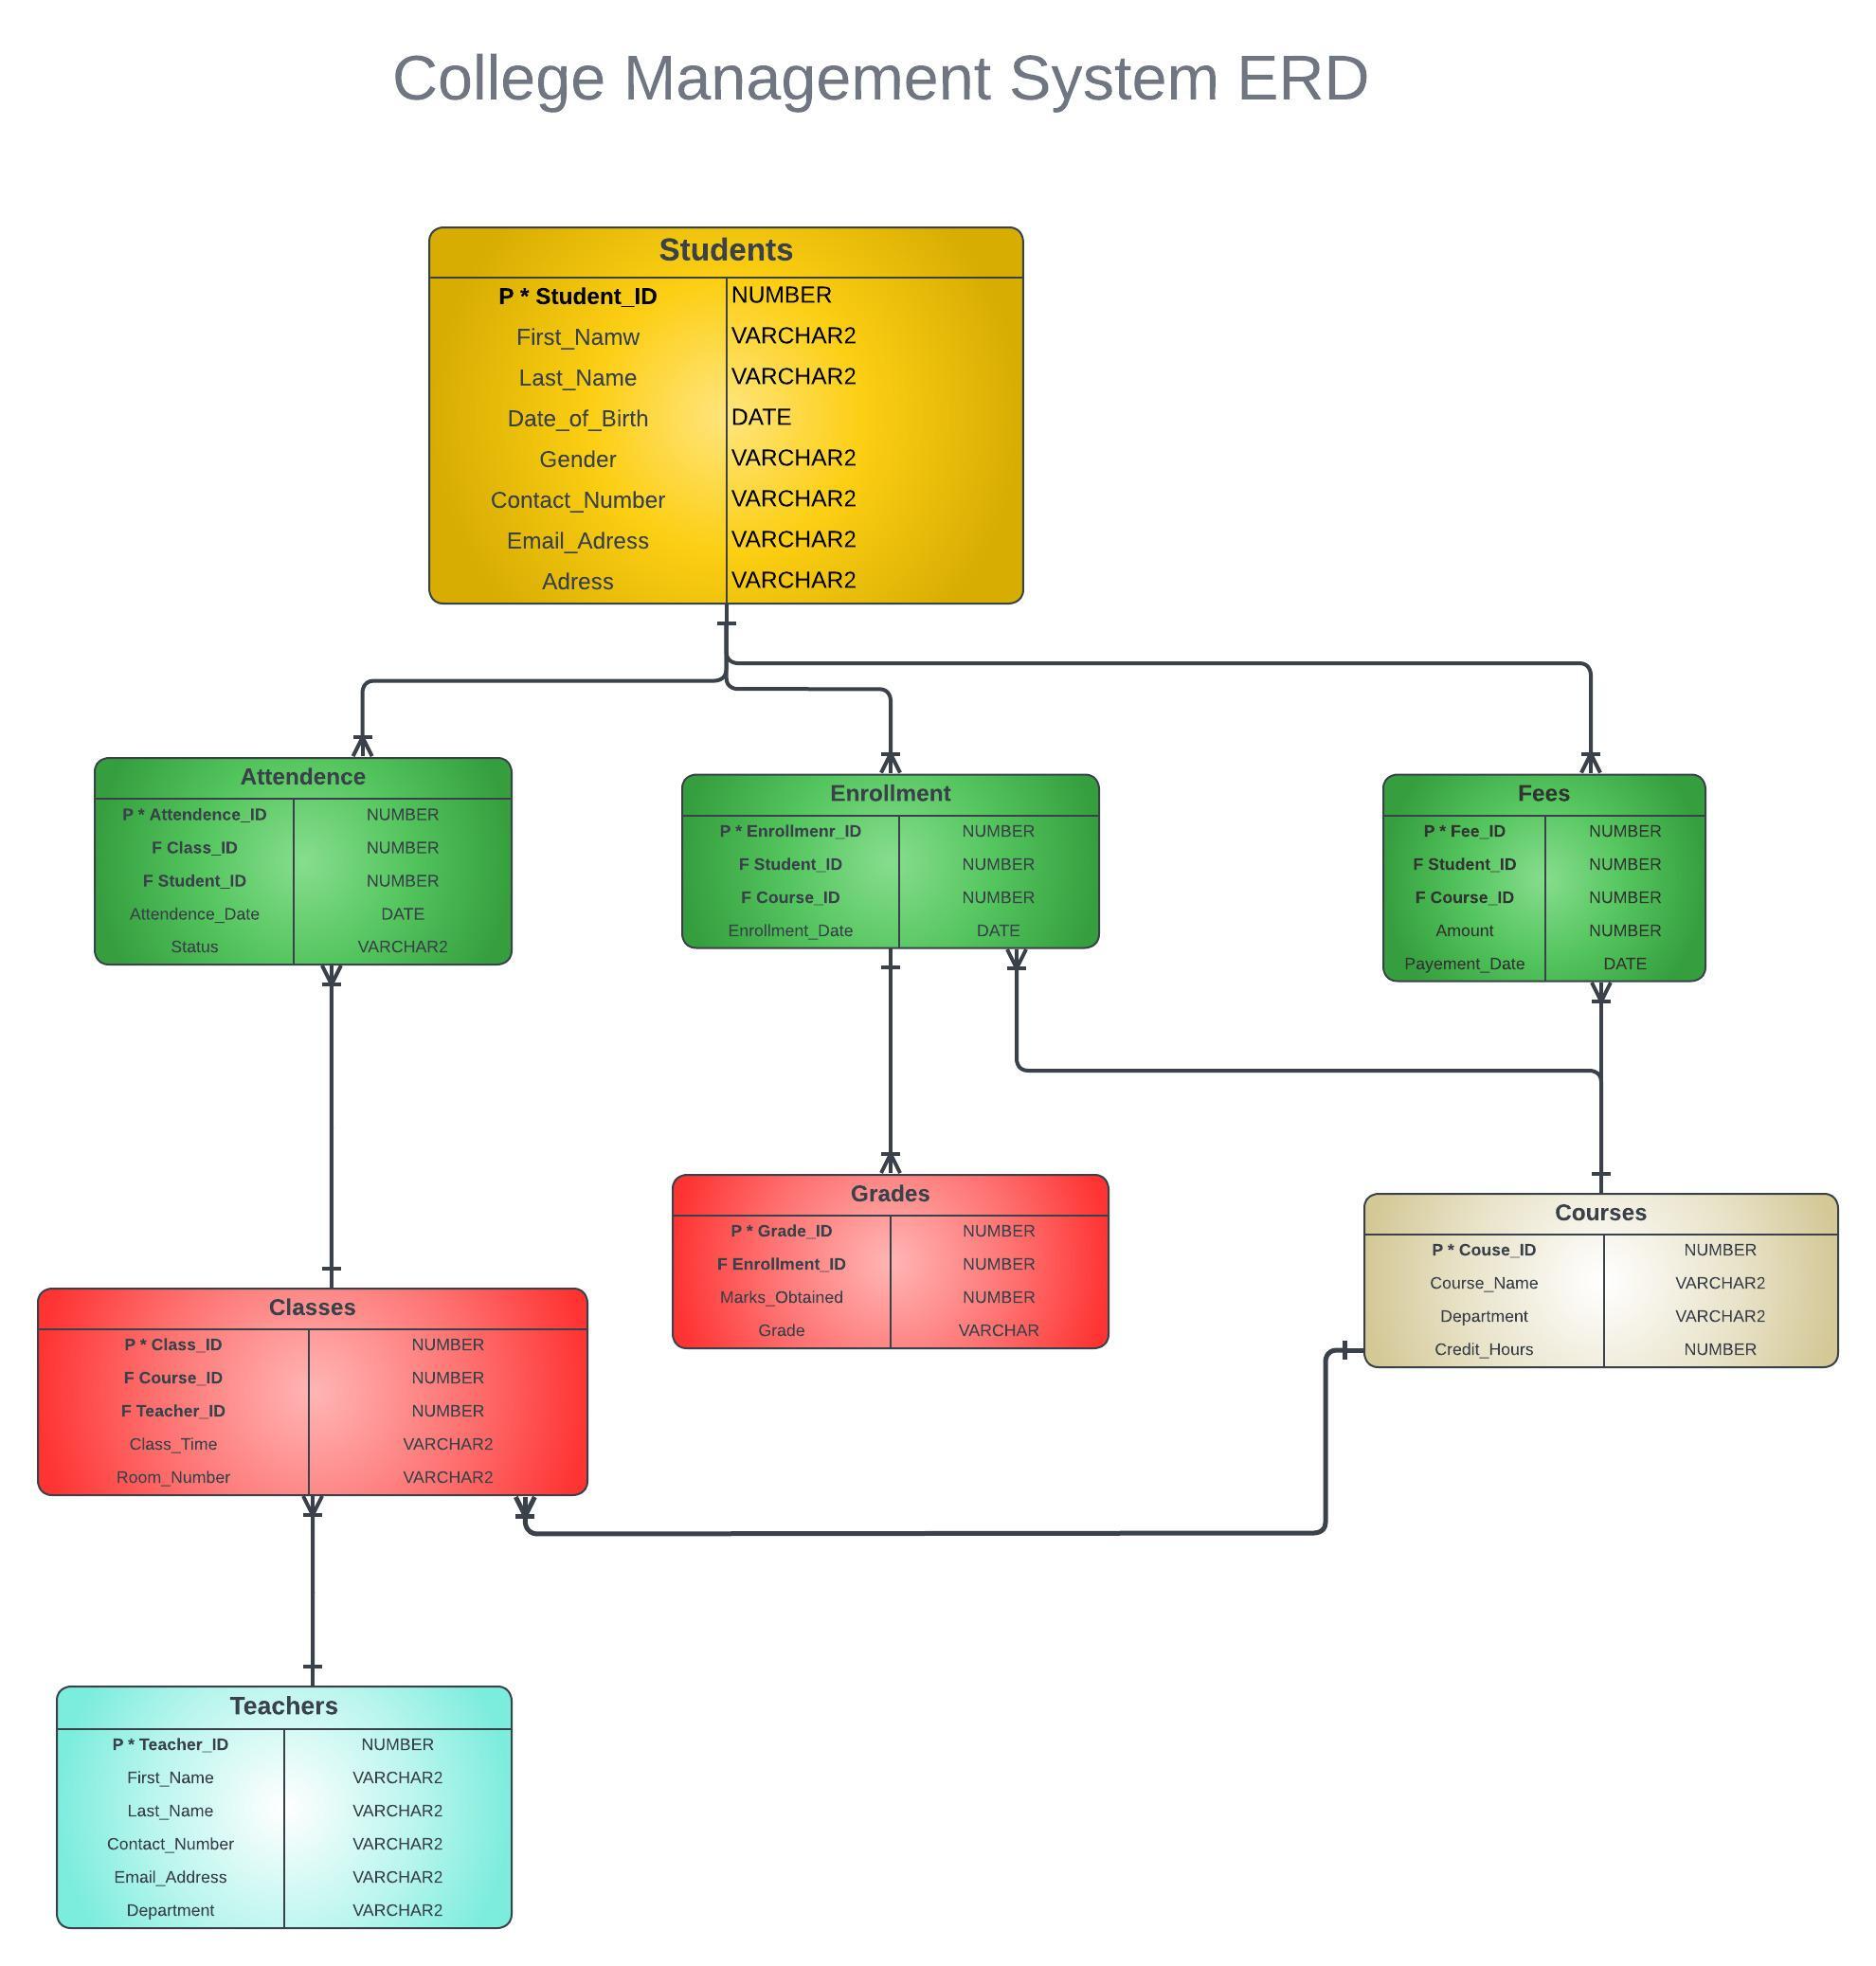 College Management System ERD
Students
P * Student_ID NUMBER
First_Namw VARCHAR2
Last_Name VARCHAR2
Date_of_Birth DATE
Gender VARCHAR2
Contact_Number VARCHAR2
Email_Adress VARCHAR2
Adress VARCHAR2
Attendence
P * Attendence_ID NUMBER
F Class_ID NUMBER
F Student_ID NUMBER
Attendence_Date DATE
Status VARCHAR2
Enrollment
P * Enrollmenr_ID NUMBER
F Student_ID NUMBER
F Course_ID NUMBER
Enrollment_Date DATE
Fees
P * Fee_ID NUMBER
F Student_ID NUMBER
F Course_ID NUMBER
Amount NUMBER
Payement_Date DATE
Grades
P * Grade_ID NUMBER
F Enrollment_ID NUMBER
Marks_Obtained NUMBER
Grade VARCHAR
Courses
P * Couse_ID NUMBER
Course_Name VARCHAR2
Department VARCHAR2
Credit_Hours NUMBER
Classes
P * Class_ID NUMBER
F Course_ID NUMBER
F Teacher_ID NUMBER
Class_Time VARCHAR2
Room_Number VARCHAR2
Teachers
P * Teacher_ID NUMBER
First_Name VARCHAR2
Last_Name VARCHAR2
Contact_Number VARCHAR2
Email_Address VARCHAR2
Department VARCHAR2